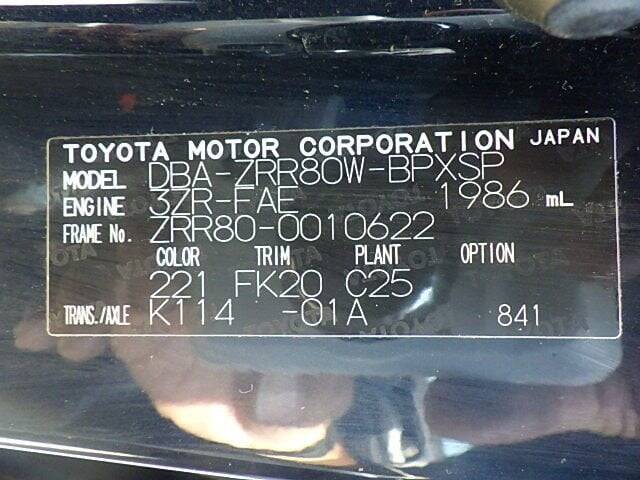 TOYOTA MOTOR CORPORATION JAPAN
MODEL DBA-ZRR80W-BPXSP
ENGINE 3ZR-FAE 1986 mL
FRAME No. ZRR80-0010622
COLOR TRIM PLANT OPTION
221 FK20 C25
TRANS./AXLE K114 -01A 841